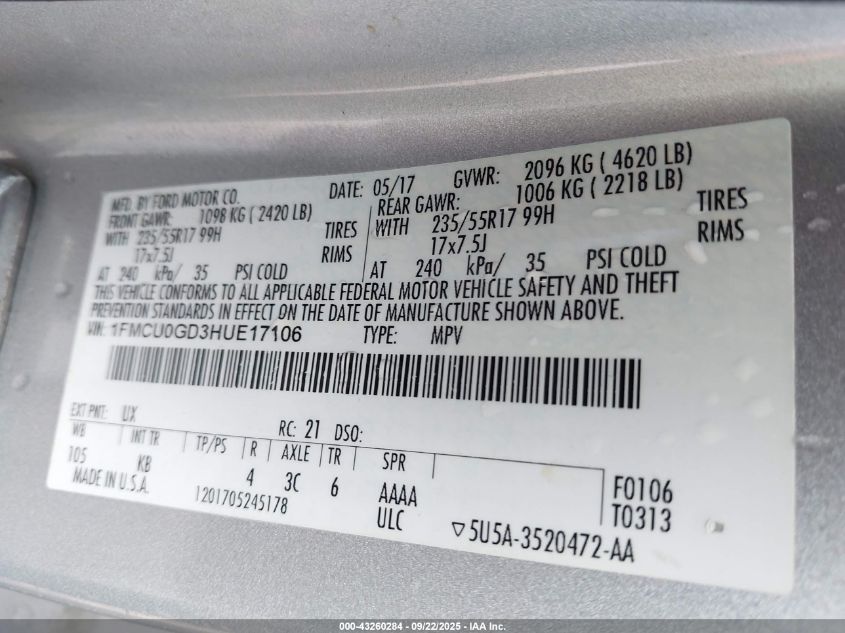 MFD. BY FORD MOTOR CO. DATE: 05/17 GVWR: 2096 KG ( 4620 LB)
FRONT GAWR: 1098 KG ( 2420 LB) REAR GAWR: 1006 KG ( 2218 LB)
WITH 235/55R17 99H TIRES WITH 235/55R17 99H TIRES
17x7.5J RIMS 17x7.5J RIMS
AT 240 kPa/ 35 PSI COLD AT 240 kPa/ 35 PSI COLD
THIS VEHICLE CONFORMS TO ALL APPLICABLE FEDERAL MOTOR VEHICLE SAFETY AND THEFT
PREVENTION STANDARDS IN EFFECT ON THE DATE OF MANUFACTURE SHOWN ABOVE.
VIN: 1FMCU0GD3HUE17106 TYPE: MPV
EXT PNT: UX RC: 21 DSO:
WB INT TR TP/PS R AXLE TR SPR
105 KB 4 3C 6 AAAA F0106
MADE IN U.S.A. 1201705245178 ULC T0313
5U5A-3520472-AA
000-43260284 - 09/22/2025 - IAA Inc.